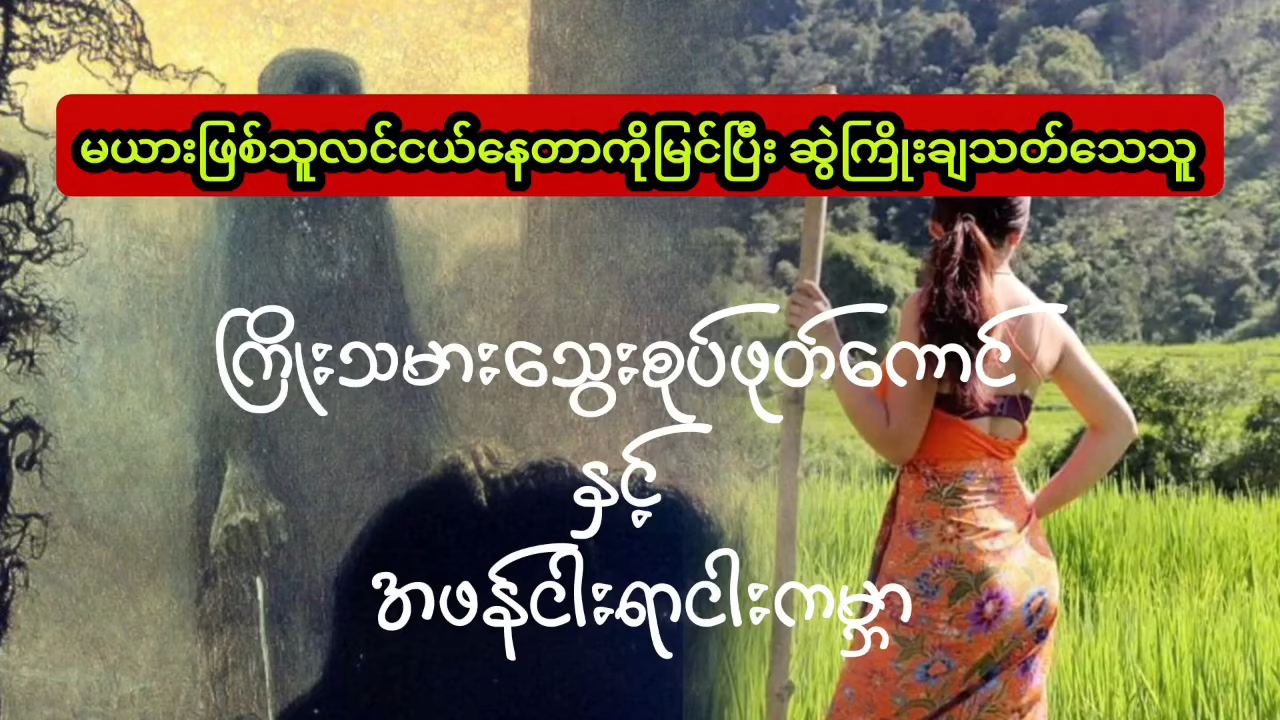 မယားဖြစ်သူလင်ငယ်နေတာကိုမြင်ပြီး ဆွဲကြိုးချသတ်သေသူ
ကြိုးသမားသွေးစုပ်ဖုတ်ကောင်
နှင့်
အဖန်ငါးရာငါးကမ္ဘာ